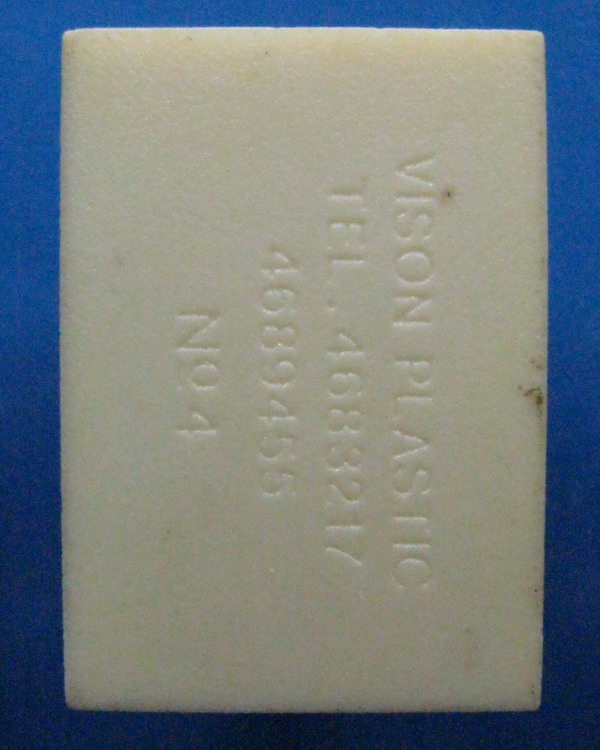 VISON PLASTIC
TEL. 4683217
4689455
Nº 4